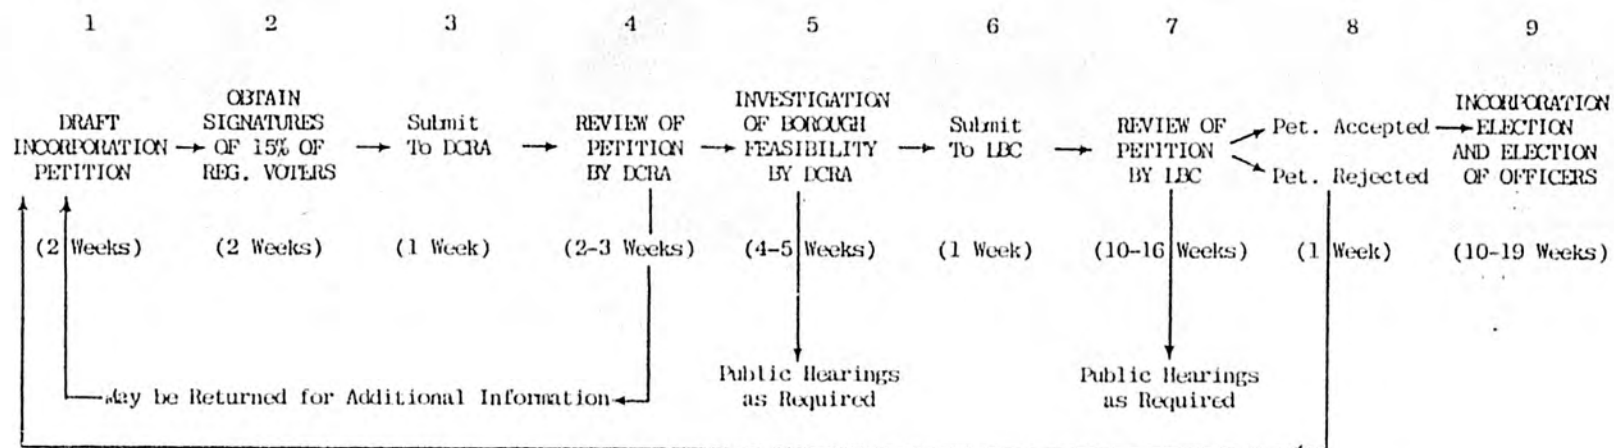 1 2 3 4 5 6 7 8 9
DRAFT
INCORPORATION
PETITION
OBTAIN
SIGNATURES
OF 15% OF
REG. VOTERS
Submit
To DCRA
REVIEW OF
PETITION
BY DCRA
INVESTIGATION
OF BOROUGH
FEASIBILITY
BY DCRA
Submit
To LBC
REVIEW OF
PETITION
BY LBC
Pet. Accepted
Pet. Rejected
INCORPORATION
ELECTION
AND ELECTION
OF OFFICERS
(2 Weeks) (2 Weeks) (1 Week) (2-3 Weeks) (4-5 Weeks) (1 Week) (10-16 Weeks) (1 Week) (10-19 Weeks)
May be Returned for Additional Information
Public Hearings
as Required
Public Hearings
as Required